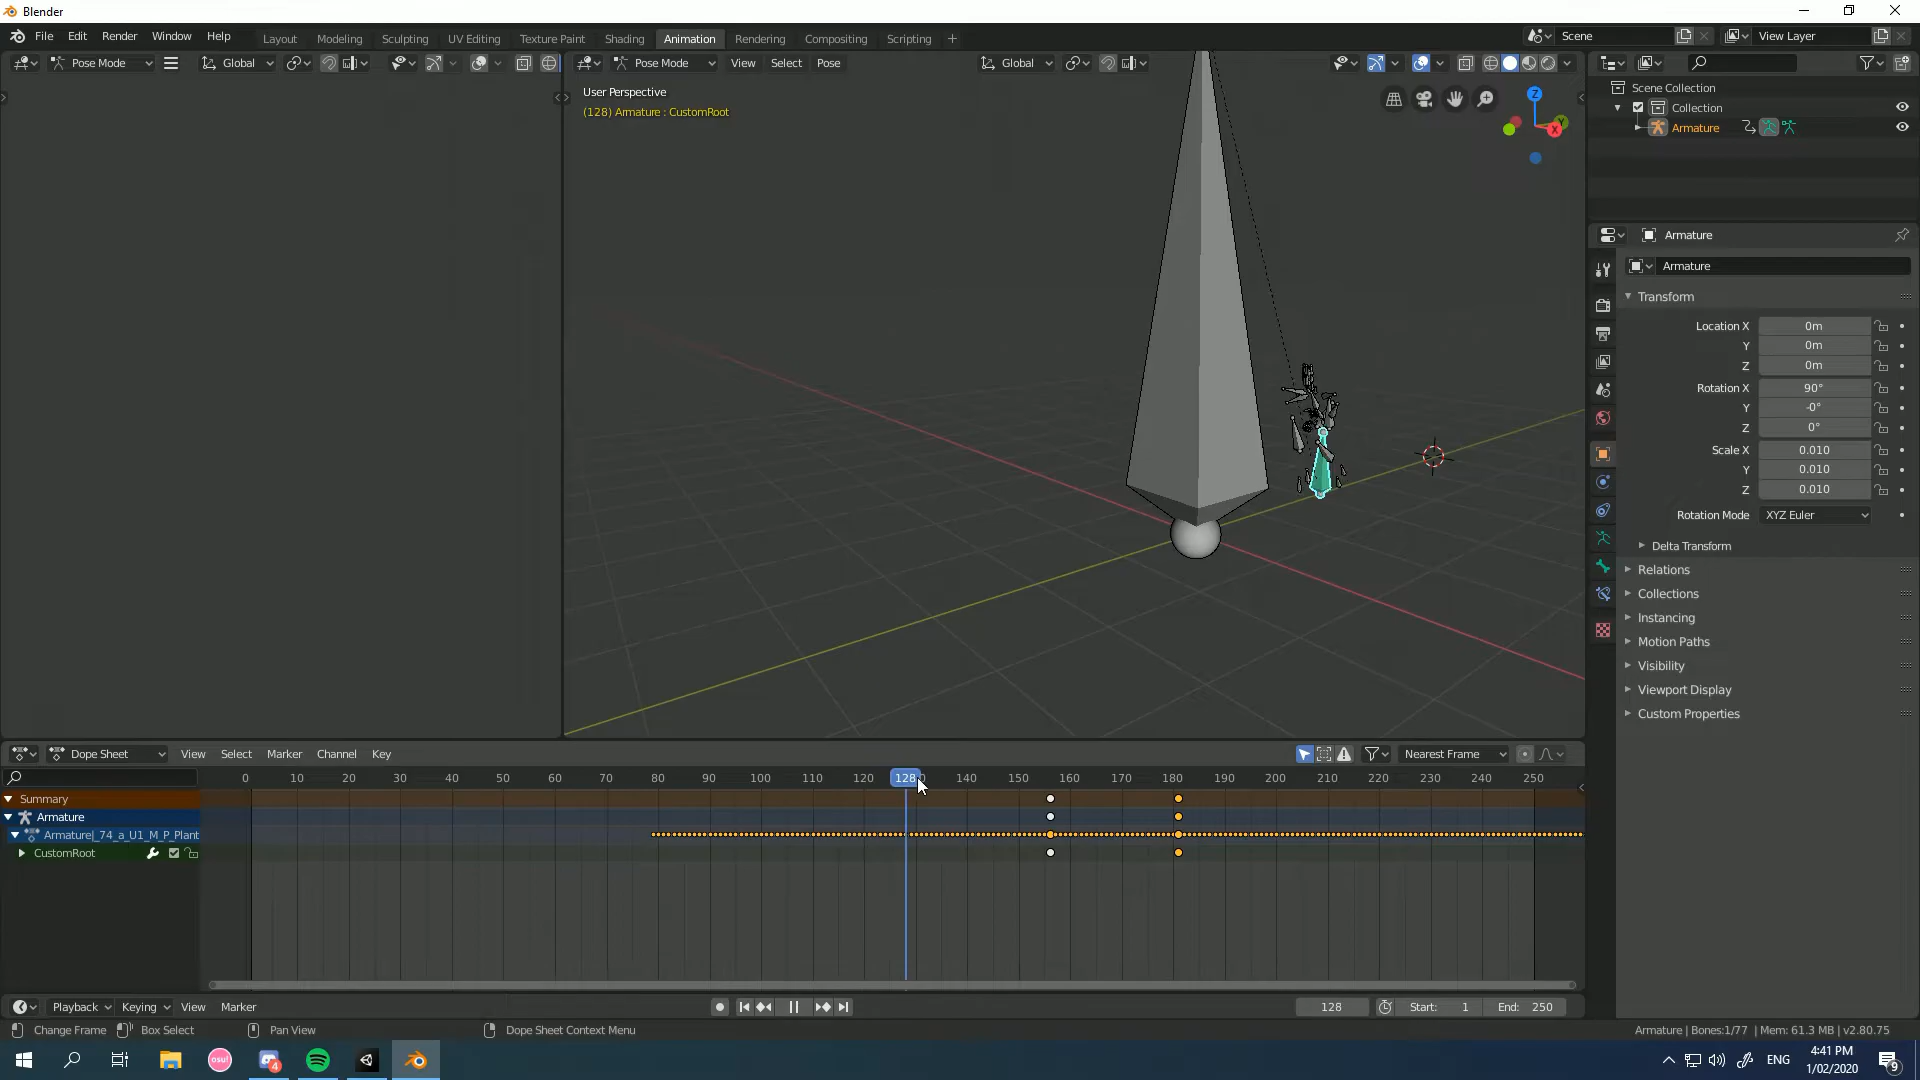 Blender
File Edit Render Window Help
Layout Modeling Sculpting UV Editing Texture Paint Shading Animation Rendering Compositing Scripting +
Scene
View Layer
Pose Mode Global
Pose Mode View Select Pose Global
User Perspective
(128) Armature : CustomRoot
Z
Y
X
Scene Collection
Collection
Armature
Armature
Armature
Transform
Location X 0m
Y 0m
Z 0m
Rotation X 90°
Y -0°
Z 0°
Scale X 0.010
Y 0.010
Z 0.010
Rotation Mode XYZ Euler
Delta Transform
Relations
Collections
Instancing
Motion Paths
Visibility
Viewport Display
Custom Properties
Dope Sheet View Select Marker Channel Key
Nearest Frame
0 10 20 30 40 50 60 70 80 90 100 110 120 128 140 150 160 170 180 190 200 210 220 230 240 250
Summary
Armature
Armature|_74_a_U1_M_P_Plant
CustomRoot
Playback Keying View Marker
128 Start: 1 End: 250
Change Frame Box Select Pan View Dope Sheet Context Menu
Armature | Bones:1/77 | Mem: 61.3 MB | v2.80.75
osu!
4
ENG
4:41 PM
1/02/2020
9